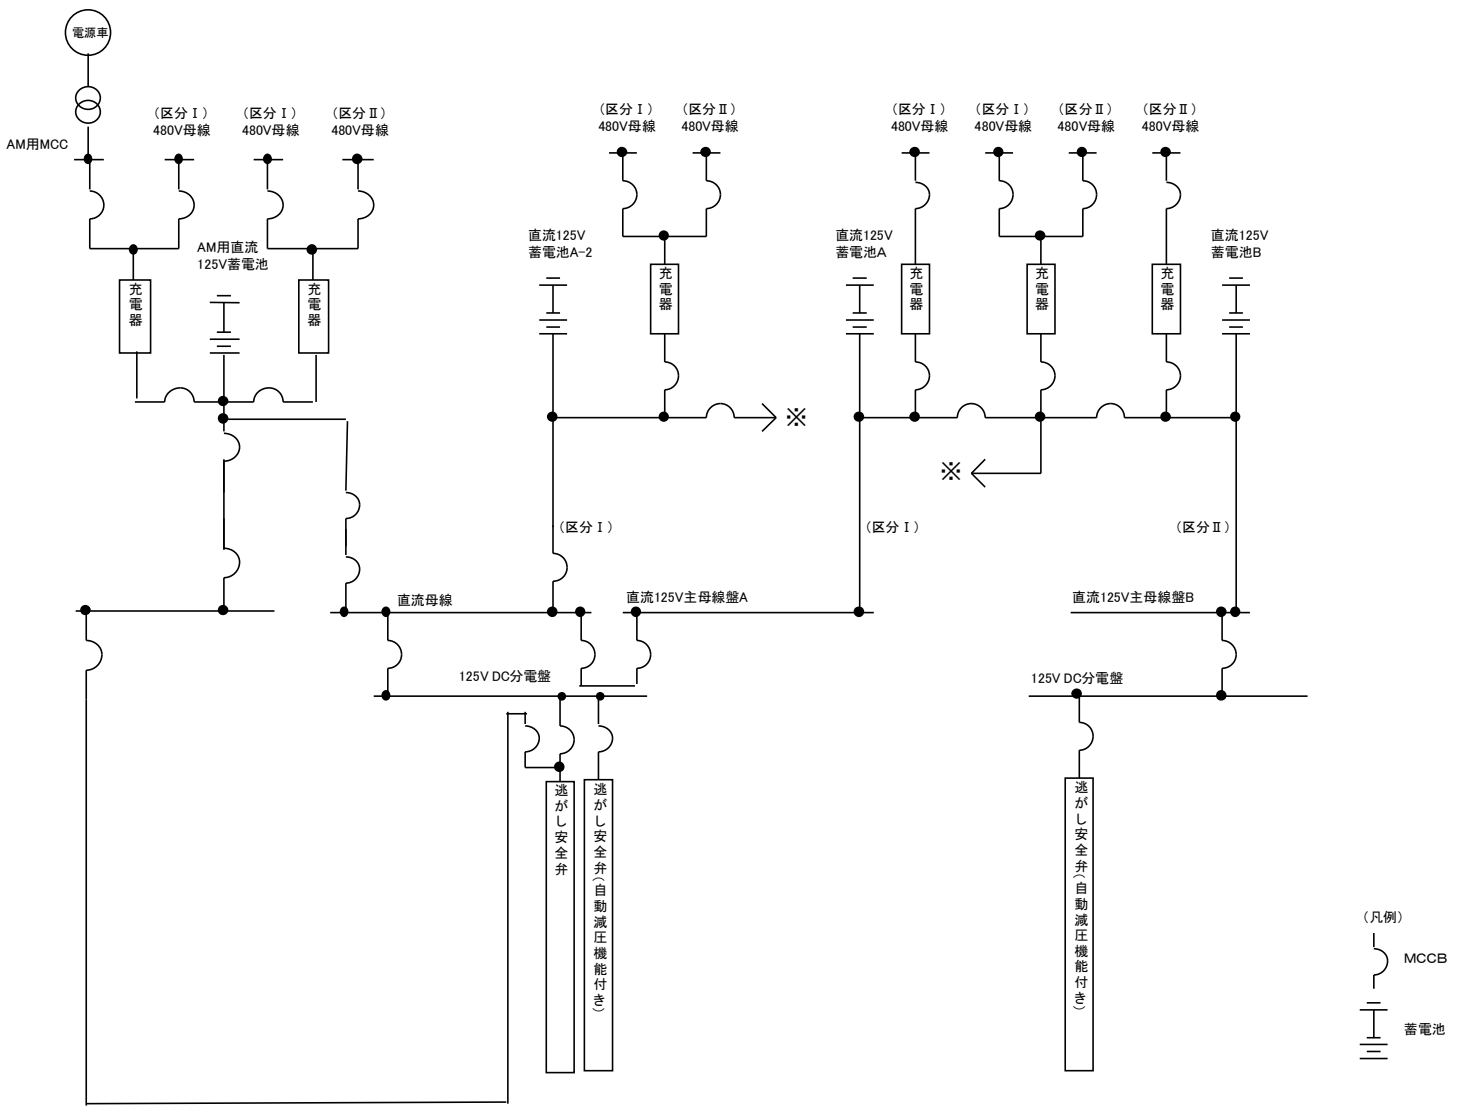 電源車
AM用MCC
(区分Ⅰ)
480V母線
(区分Ⅰ)
480V母線
(区分Ⅱ)
480V母線
(区分Ⅰ)
480V母線
(区分Ⅱ)
480V母線
(区分Ⅰ)
480V母線
(区分Ⅰ)
480V母線
(区分Ⅱ)
480V母線
(区分Ⅱ)
480V母線
AM用直流
125V蓄電池
直流125V
蓄電池A-2
直流125V
蓄電池A
直流125V
蓄電池B
充電器
充電器
充電器
充電器
充電器
充電器
※
※
(区分Ⅰ)
(区分Ⅰ)
(区分Ⅱ)
直流母線
直流125V主母線盤A
直流125V主母線盤B
125V DC分電盤
125V DC分電盤
逃がし安全弁
逃がし安全弁(自動減圧機能付き)
逃がし安全弁(自動減圧機能付き)
(凡例)
MCCB
蓄電池